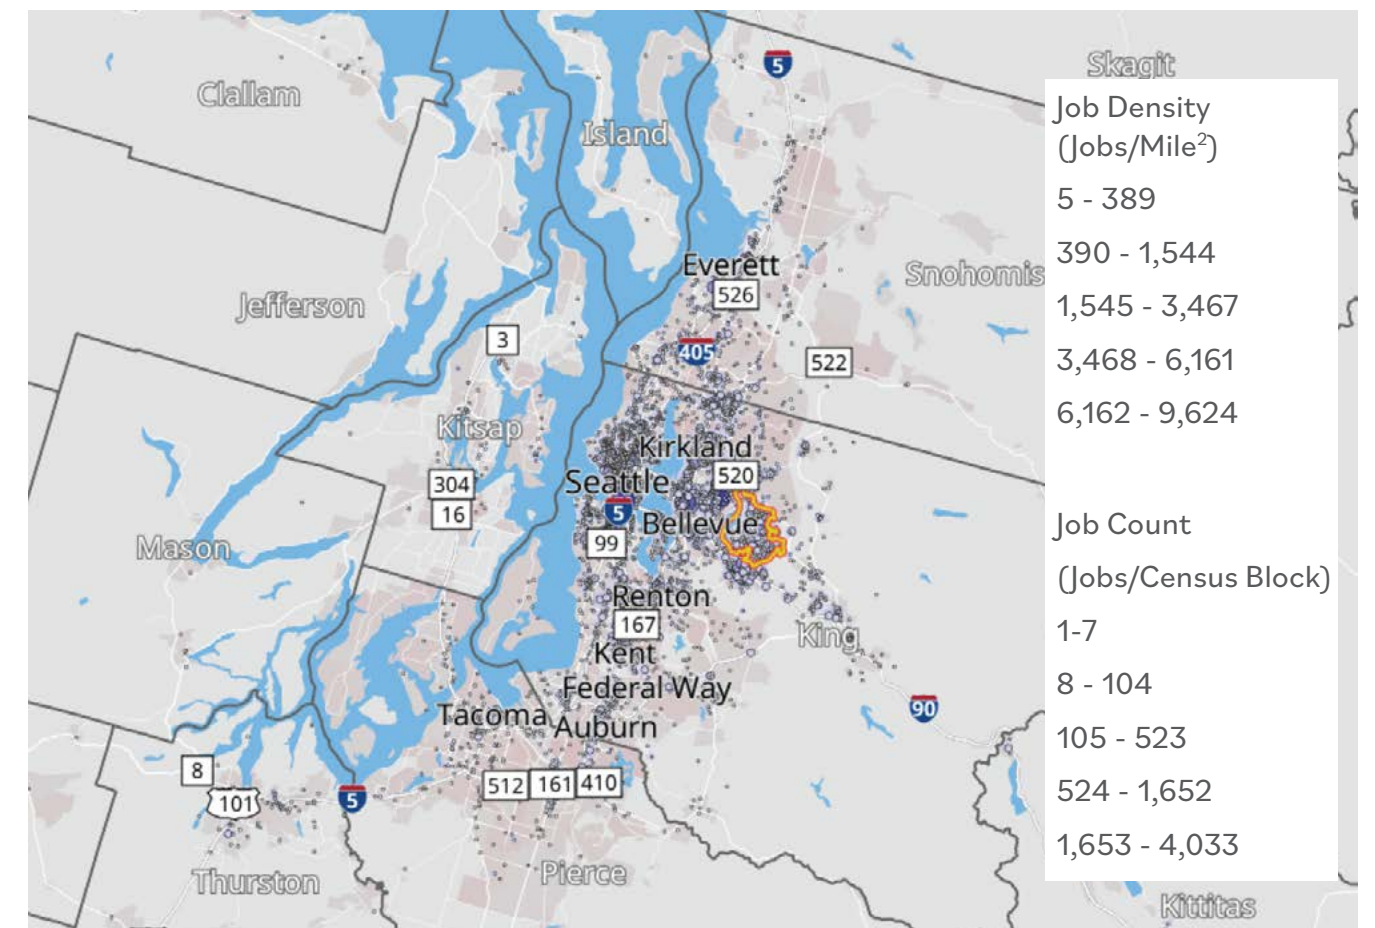 Skagit
5
Clallam
Island
Job Density
(Jobs/Mile²)
5 - 389
390 - 1,544
1,545 - 3,467
3,468 - 6,161
6,162 - 9,624
Everett
Snohomis
526
Jefferson
3
405
522
Kitsap
Kirkland
304
Seattle
520
16
5
Bellevue
Mason
99
Job Count
(Jobs/Census Block)
1-7
8 - 104
105 - 523
524 - 1,652
1,653 - 4,033
Renton
167
King
Kent
Federal Way
90
Tacoma
Auburn
8
512
161
410
101
5
Thurston
Pierce
Kittitas